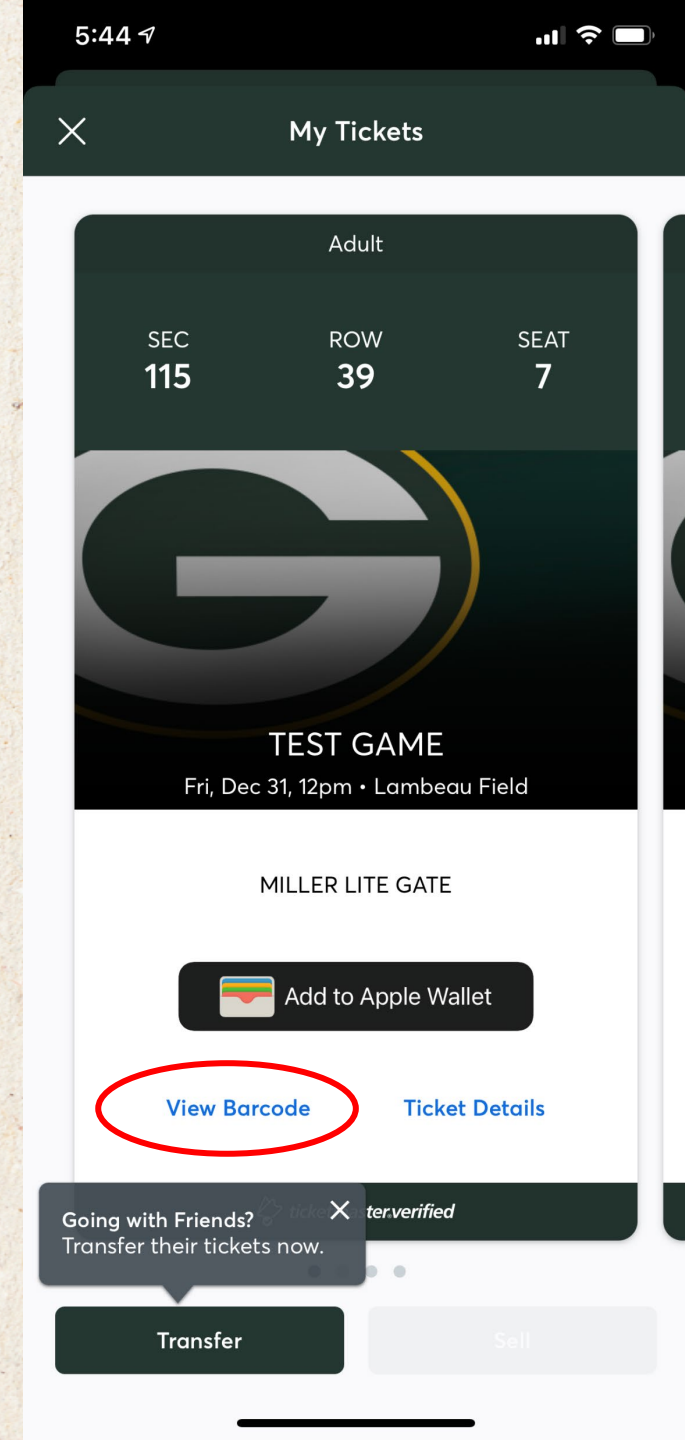 5:44
My Tickets
Adult
SEC ROW SEAT
115 39 7
G
TEST GAME
Fri, Dec 31, 12pm • Lambeau Field
MILLER LITE GATE
Add to Apple Wallet
View Barcode Ticket Details
ter.verified
Going with Friends?
Transfer their tickets now.
Transfer Sell